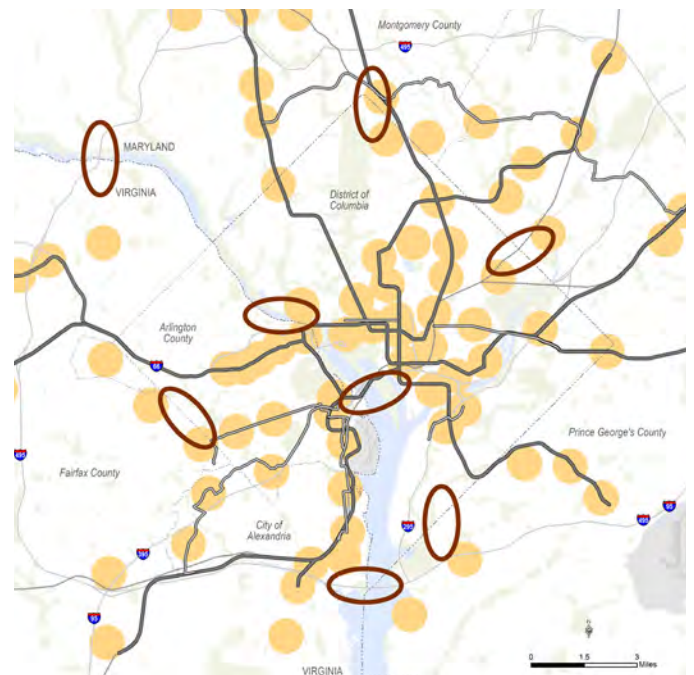 Montgomery County
495
MARYLAND
VIRGINIA
District of
Columbia
Arlington
County
66
Prince George's County
495
Fairfax County
95
495
City of
Alexandria
395
295
95
VIRGINIA
0
1.5
3
Miles